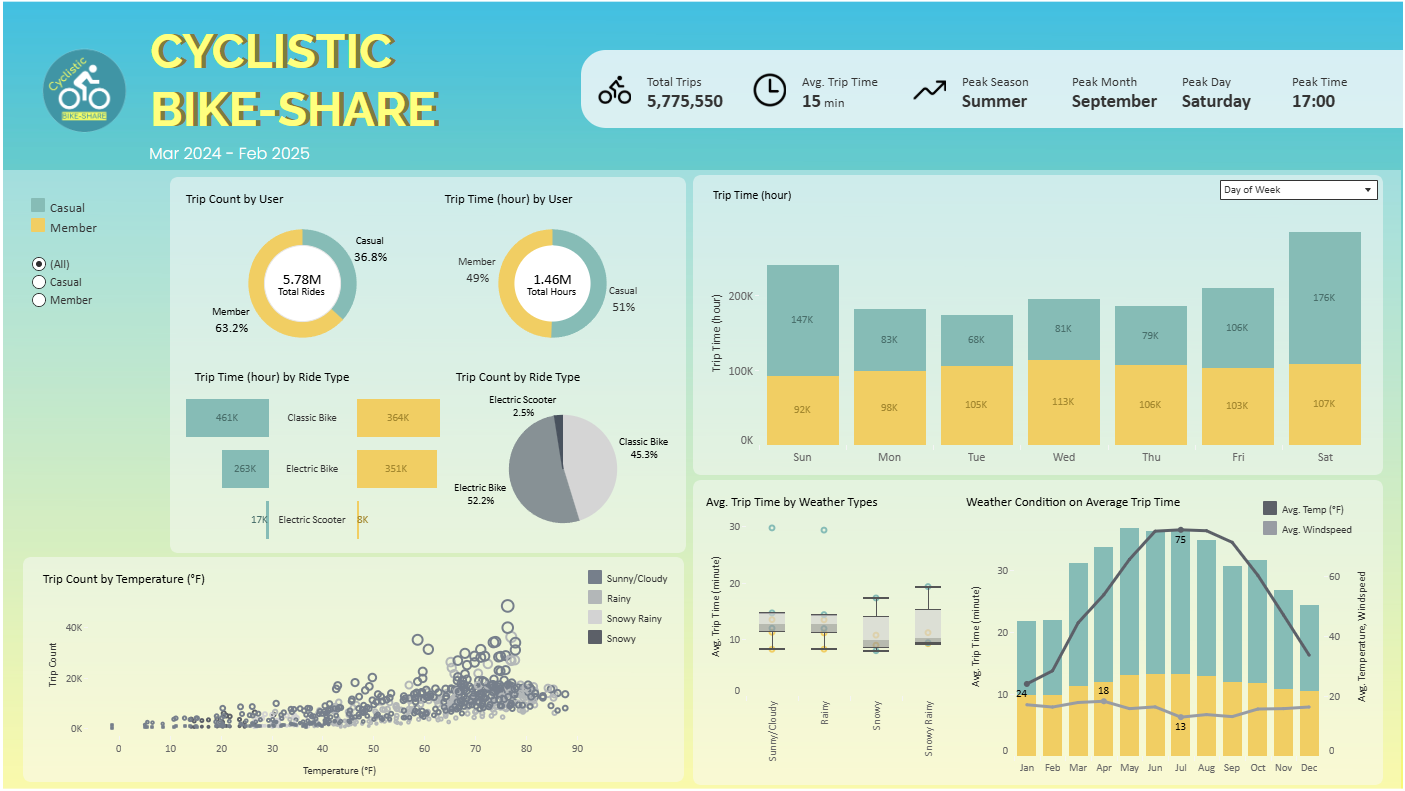 Cyclistic
BIKE-SHARE
CYCLISTIC
BIKE-SHARE
Mar 2024 - Feb 2025
Total Trips
5,775,550
Avg. Trip Time
15 min
Peak Season
Summer
Peak Month
September
Peak Day
Saturday
Peak Time
17:00
Casual
Member
(All)
Casual
Member
Trip Count by User
Casual
36.8%
5.78M
Total Rides
Member
63.2%
Trip Time (hour) by User
Member
49%
1.46M
Total Hours
Casual
51%
Trip Time (hour) by Ride Type
461K
Classic Bike
364K
263K
Electric Bike
351K
17K
Electric Scooter
8K
Trip Count by Ride Type
Electric Scooter
2.5%
Classic Bike
45.3%
Electric Bike
52.2%
Trip Time (hour)
Day of Week
Trip Time (hour)
200K
100K
0K
147K
83K
68K
81K
79K
106K
176K
92K
98K
105K
113K
106K
103K
107K
Sun
Mon
Tue
Wed
Thu
Fri
Sat
Trip Count by Temperature (°F)
Sunny/Cloudy
Rainy
Snowy Rainy
Snowy
Trip Count
40K
20K
0K
0
10
20
30
40
50
60
70
80
90
Temperature (°F)
Avg. Trip Time by Weather Types
Avg. Trip Time (minute)
30
20
10
0
Sunny/Cloudy
Rainy
Snowy
Snowy Rainy
Weather Condition on Average Trip Time
Avg. Temp (°F)
Avg. Windspeed
Avg. Trip Time (minute)
30
20
10
0
75
24
18
13
60
40
20
0
Avg. Temperature, Windspeed
Jan
Feb
Mar
Apr
May
Jun
Jul
Aug
Sep
Oct
Nov
Dec